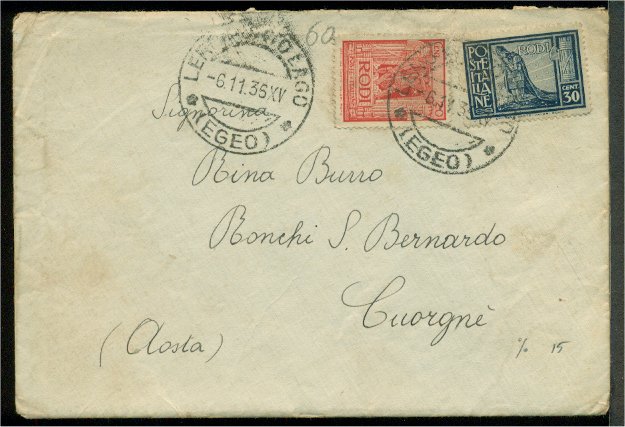 60
-6.11.36 XV
(EGEO)
RODI
(EGEO)
POSTE ITALIANE
RODI
CENT. 30
Signorina
Rina Burro
Ronchi S. Bernardo
Cuorgnè
(Aosta)
% 15